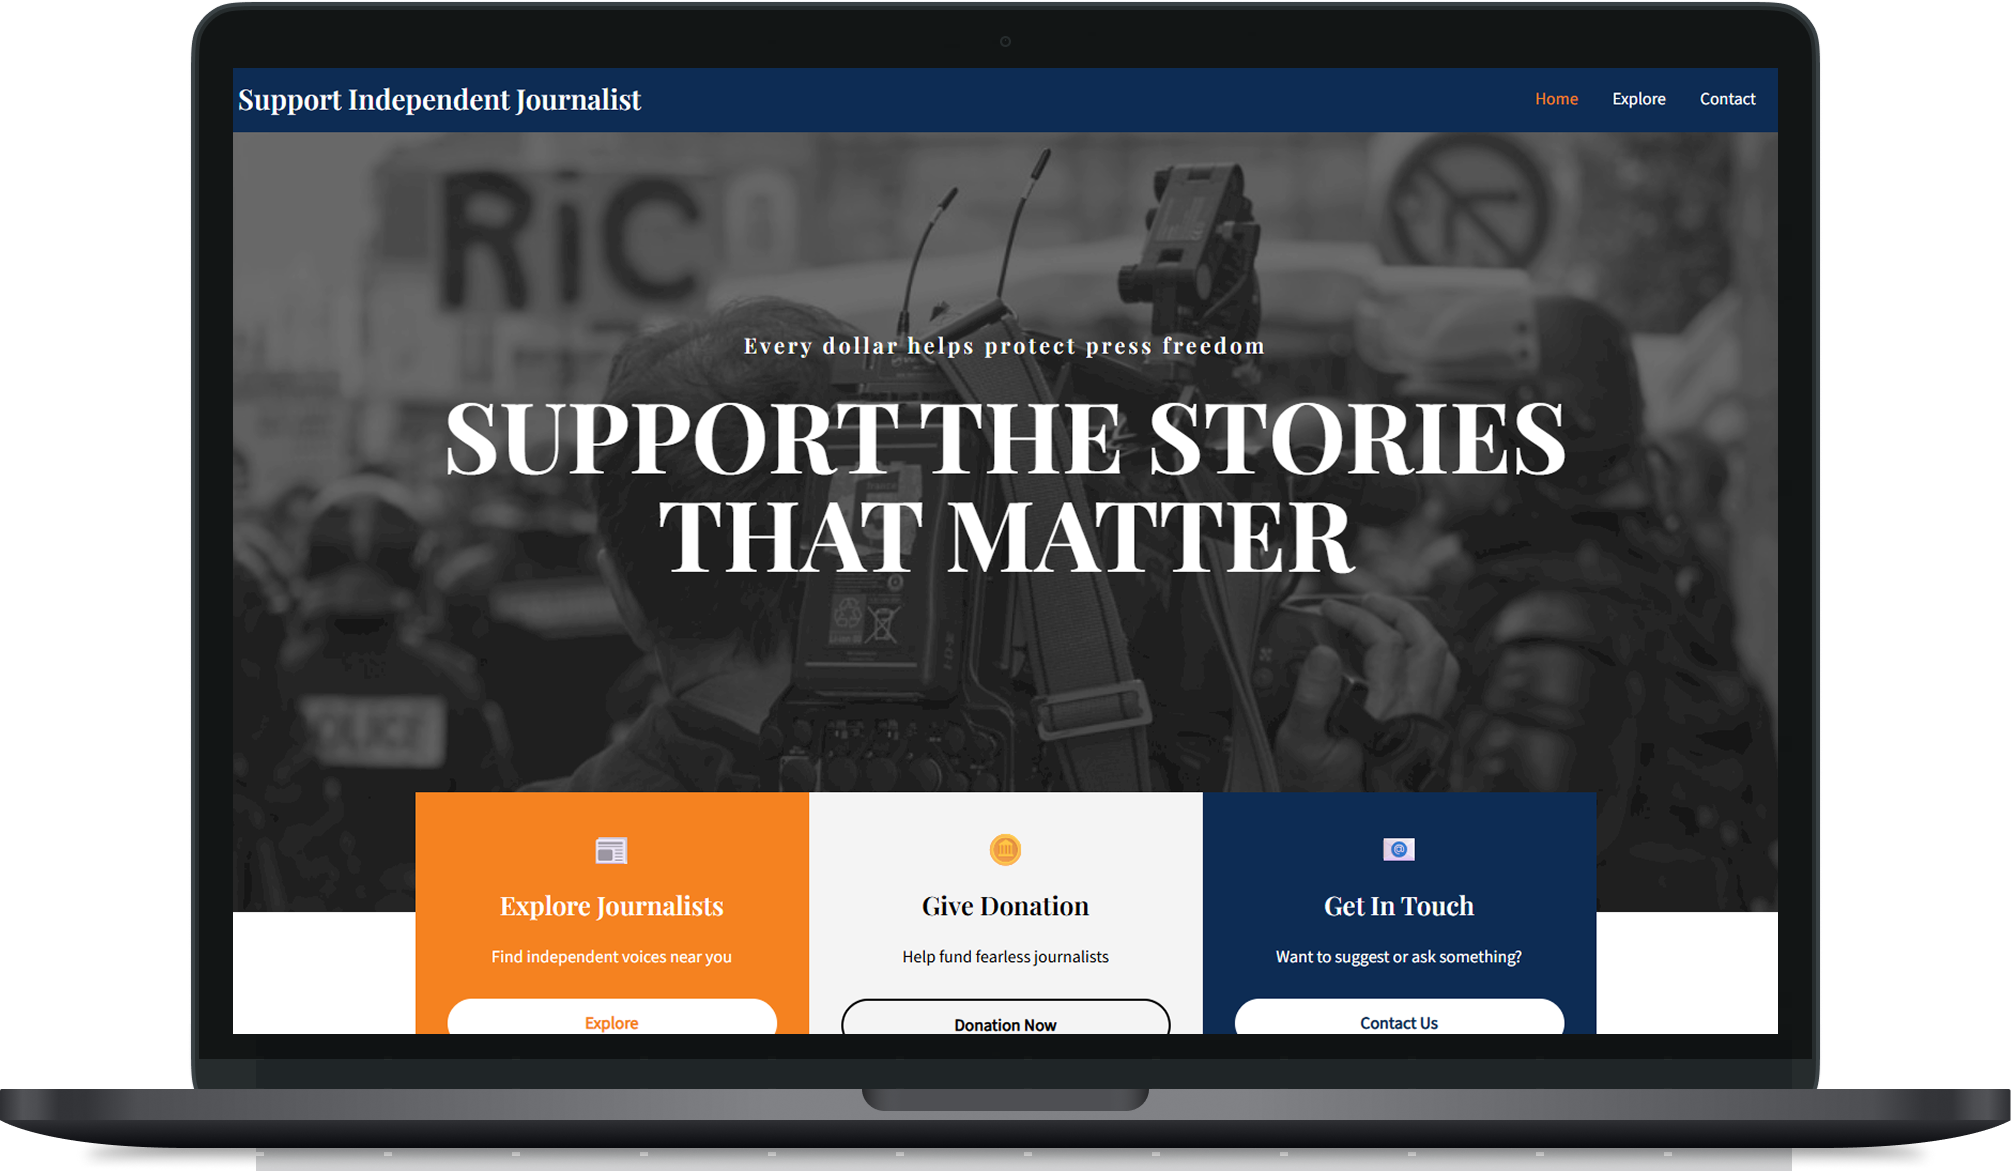 Support Independent Journalist
Home Explore Contact
RiC
Every dollar helps protect press freedom
SUPPORT THE STORIES
THAT MATTER
Explore Journalists
Find independent voices near you
Explore
Give Donation
Help fund fearless journalists
Donation Now
Get In Touch
Want to suggest or ask something?
Contact Us